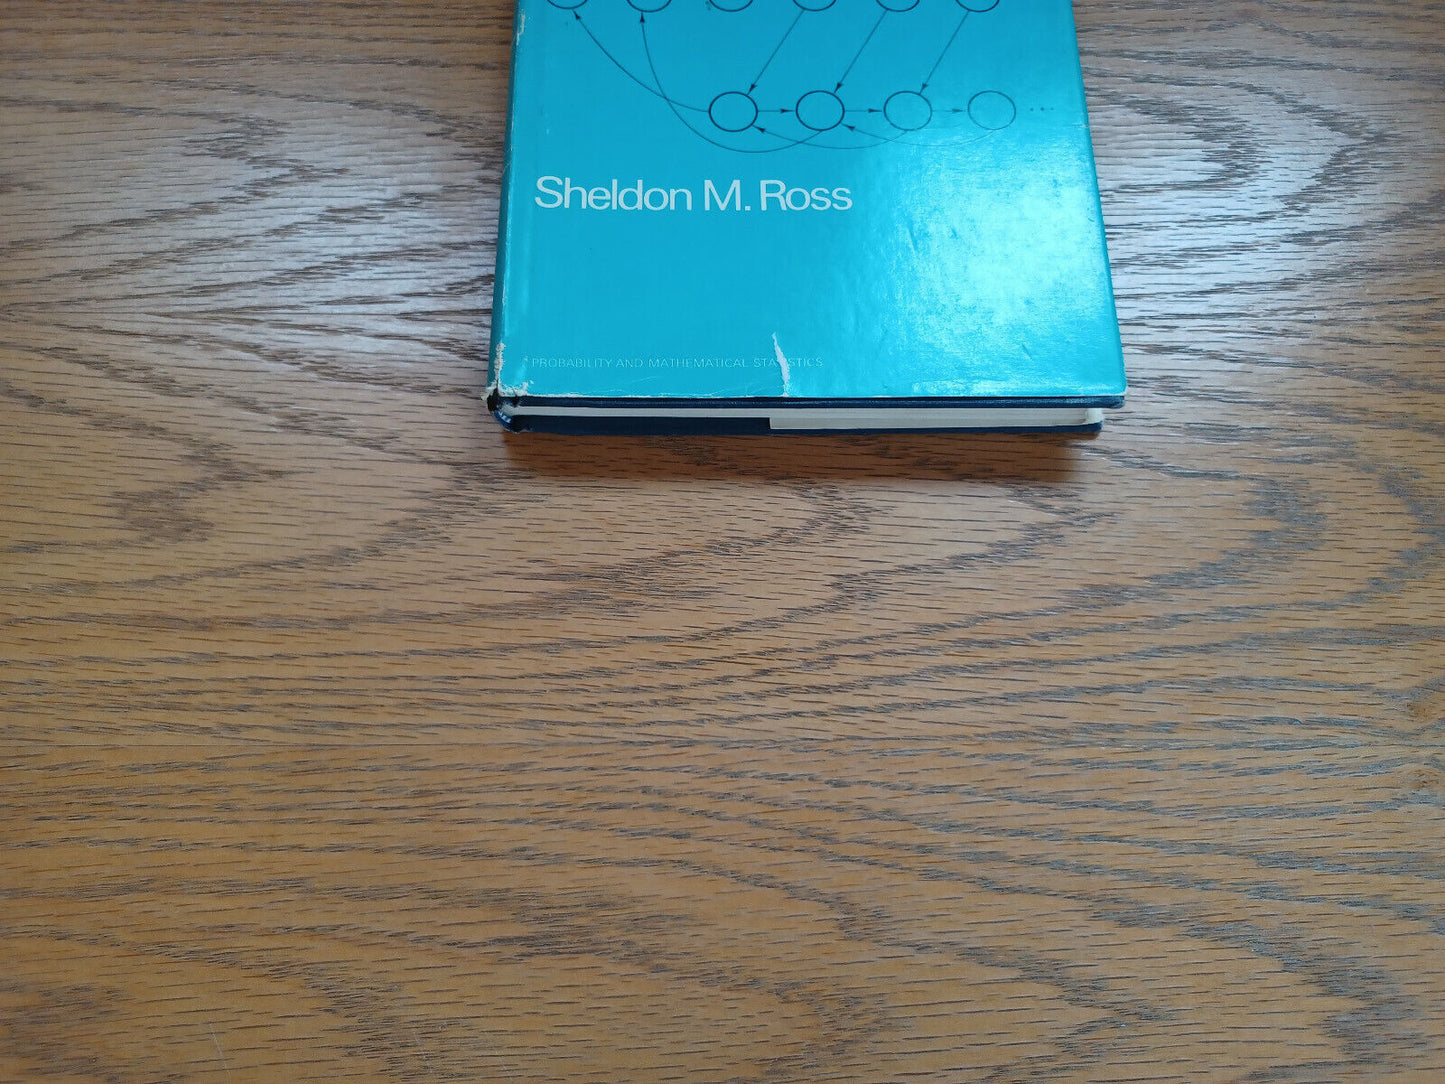 Sheldon M. Ross
PROBABILITY AND MATHEMATICAL STATISTICS